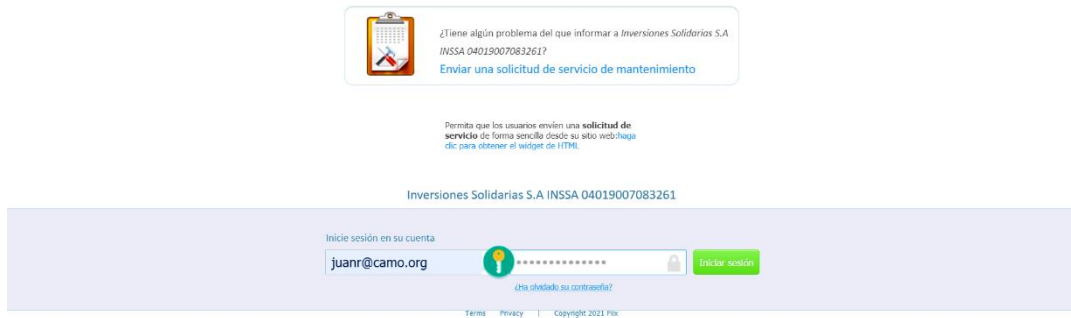 ¿Tiene algún problema del que informar a Inversiones Solidarias S.A
INSSA 04019007083261?
Enviar una solicitud de servicio de mantenimiento
Permita que los usuarios envíen una solicitud de
servicio de forma sencilla desde su sitio web:haga
clic para obtener el widget de HTML
Inversiones Solidarias S.A INSSA 04019007083261
Inicie sesión en su cuenta
juanr@camo.org
Iniciar sesión
¿Ha olvidado su contraseña?
Terms Privacy | Copyright 2021 Fiix